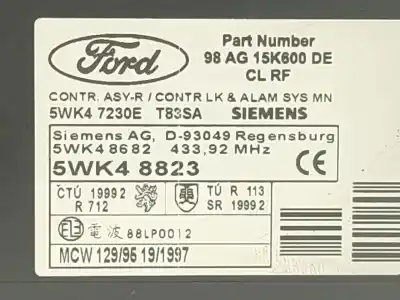 Ford
Part Number
98 AG 15K600 DE
CL RF
CONTR. ASY-R / CONTR LK & ALAM SYS MN
5WK4 7230E T83SA SIEMENS
Siemens AG, D-93049 Regensburg
5WK4 8682 433,92 MHz
5WK4 8823 CE
ČTÚ 1999 2
R 712
TÚ R 113
SR 1999 2
電波 88LP0012
MCW 129/95 19/1997